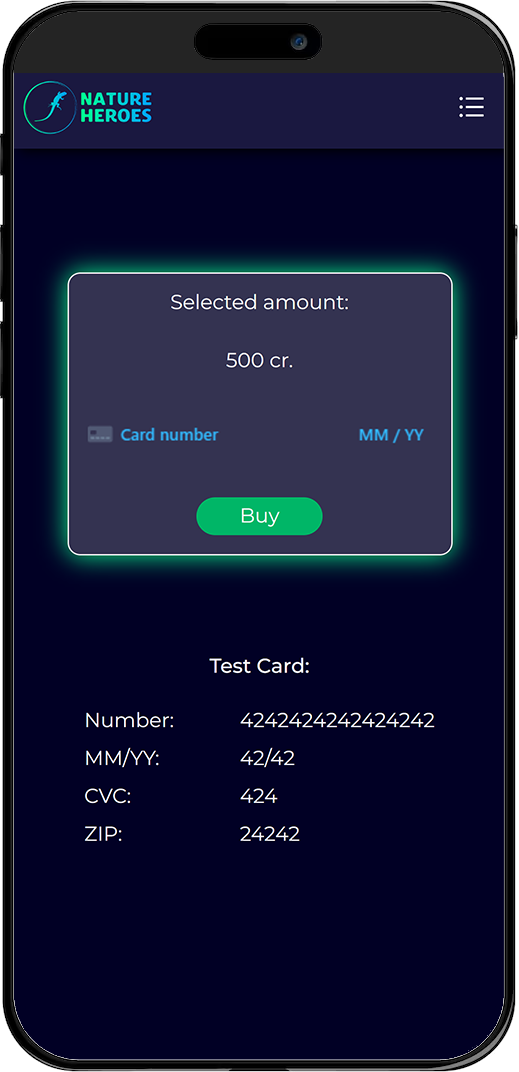 NATURE
HEROES
Selected amount:
500 cr.
Card number MM / YY
Buy
Test Card:
Number: 4242424242424242
MM/YY: 42/42
CVC: 424
ZIP: 24242